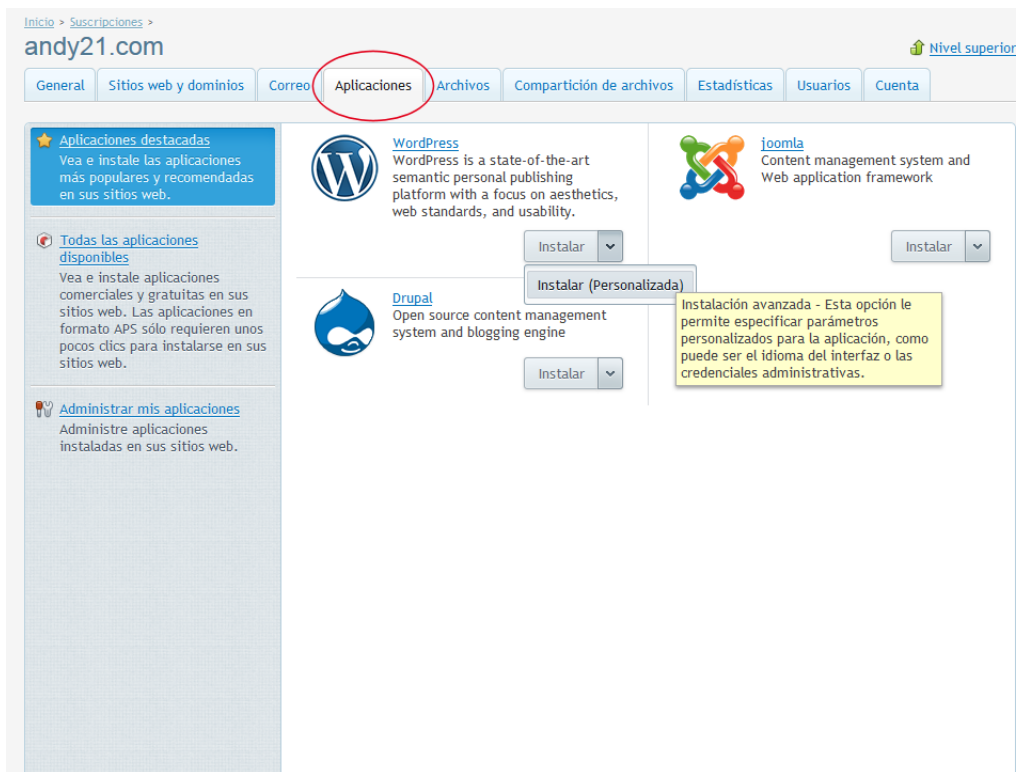 Inicio > Suscripciones >
andy21.com
Nivel superior
General
Sitios web y dominios
Correo
Aplicaciones
Archivos
Compartición de archivos
Estadísticas
Usuarios
Cuenta
Aplicaciones destacadas
Vea e instale las aplicaciones
más populares y recomendadas
en sus sitios web.
Todas las aplicaciones
disponibles
Vea e instale aplicaciones
comerciales y gratuitas en sus
sitios web. Las aplicaciones en
formato APS sólo requieren unos
pocos clics para instalarse en sus
sitios web.
Administrar mis aplicaciones
Administre aplicaciones
instaladas en sus sitios web.
WordPress
WordPress is a state-of-the-art
semantic personal publishing
platform with a focus on aesthetics,
web standards, and usability.
Instalar
Instalar (Personalizada)
joomla
Content management system and
Web application framework
Instalar
Instalación avanzada - Esta opción le
permite especificar parámetros
personalizados para la aplicación, como
puede ser el idioma del interfaz o las
credenciales administrativas.
Drupal
Open source content management
system and blogging engine
Instalar